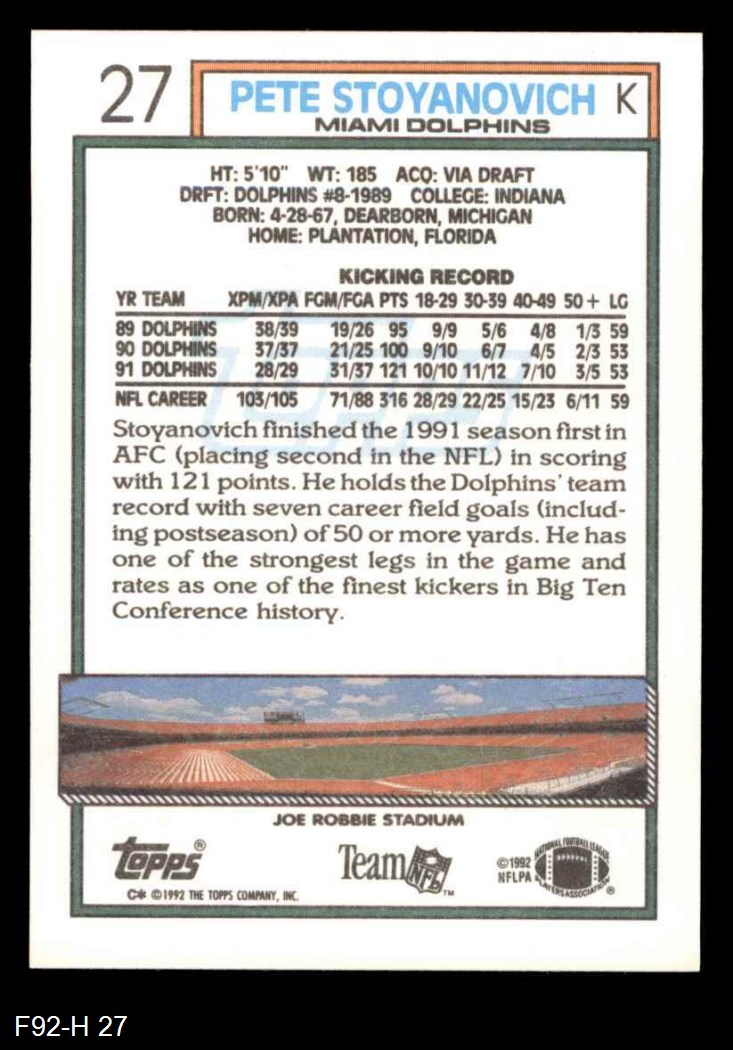 27
PETE STOYANOVICH K
MIAMI DOLPHINS
HT: 5'10" WT: 185 ACQ: VIA DRAFT
DRFT: DOLPHINS #8-1989 COLLEGE: INDIANA
BORN: 4-28-67, DEARBORN, MICHIGAN
HOME: PLANTATION, FLORIDA
KICKING RECORD
YR TEAM XPM/XPA FGM/FGA PTS 18-29 30-39 40-49 50+ LG
89 DOLPHINS 38/39 19/26 95 9/9 5/6 4/8 1/3 59
90 DOLPHINS 37/37 21/25 100 9/10 6/7 4/5 2/3 53
91 DOLPHINS 28/29 31/37 121 10/10 11/12 7/10 3/5 53
NFL CAREER 103/105 71/88 316 28/29 22/25 15/23 6/11 59
Stoyanovich finished the 1991 season first in
AFC (placing second in the NFL) in scoring
with 121 points. He holds the Dolphins' team
record with seven career field goals (includ-
ing postseason) of 50 or more yards. He has
one of the strongest legs in the game and
rates as one of the finest kickers in Big Ten
Conference history.
JOE ROBBIE STADIUM
topps®
C* ©1992 THE TOPPS COMPANY, INC.
Team NFL™
©1992
NFLPA
NATIONAL FOOTBALL LEAGUE
PLAYERS ASSOCIATION ®
F92-H 27